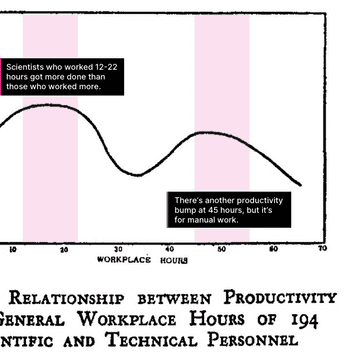 Scientists who worked 12-22
hours got more done than
those who worked more.
There's another productivity
bump at 45 hours, but it's
for manual work.
10 20 30 40 50 60 70
WORKPLACE HOURS
RELATIONSHIP BETWEEN PRODUCTIVITY
GENERAL WORKPLACE HOURS OF 194
NTIFIC AND TECHNICAL PERSONNEL